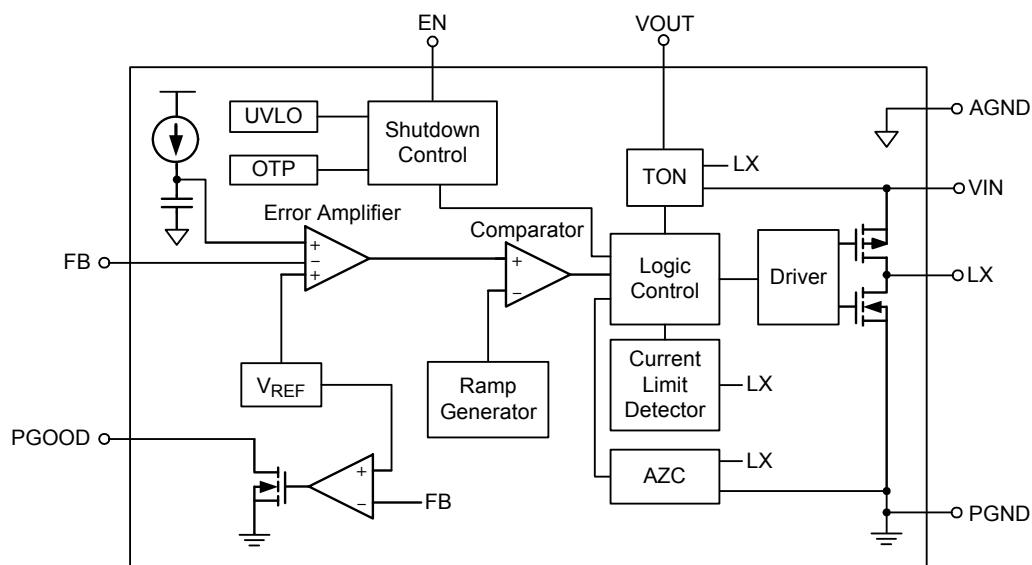 EN
VOUT
AGND
UVLO
Shutdown
Control
OTP
TON
LX
VIN
Error Amplifier
+
−
+
FB
Comparator
+
−
Logic
Control
Driver
LX
VREF
Ramp
Generator
Current
Limit
Detector
LX
PGOOD
+
−
FB
AZC
LX
PGND